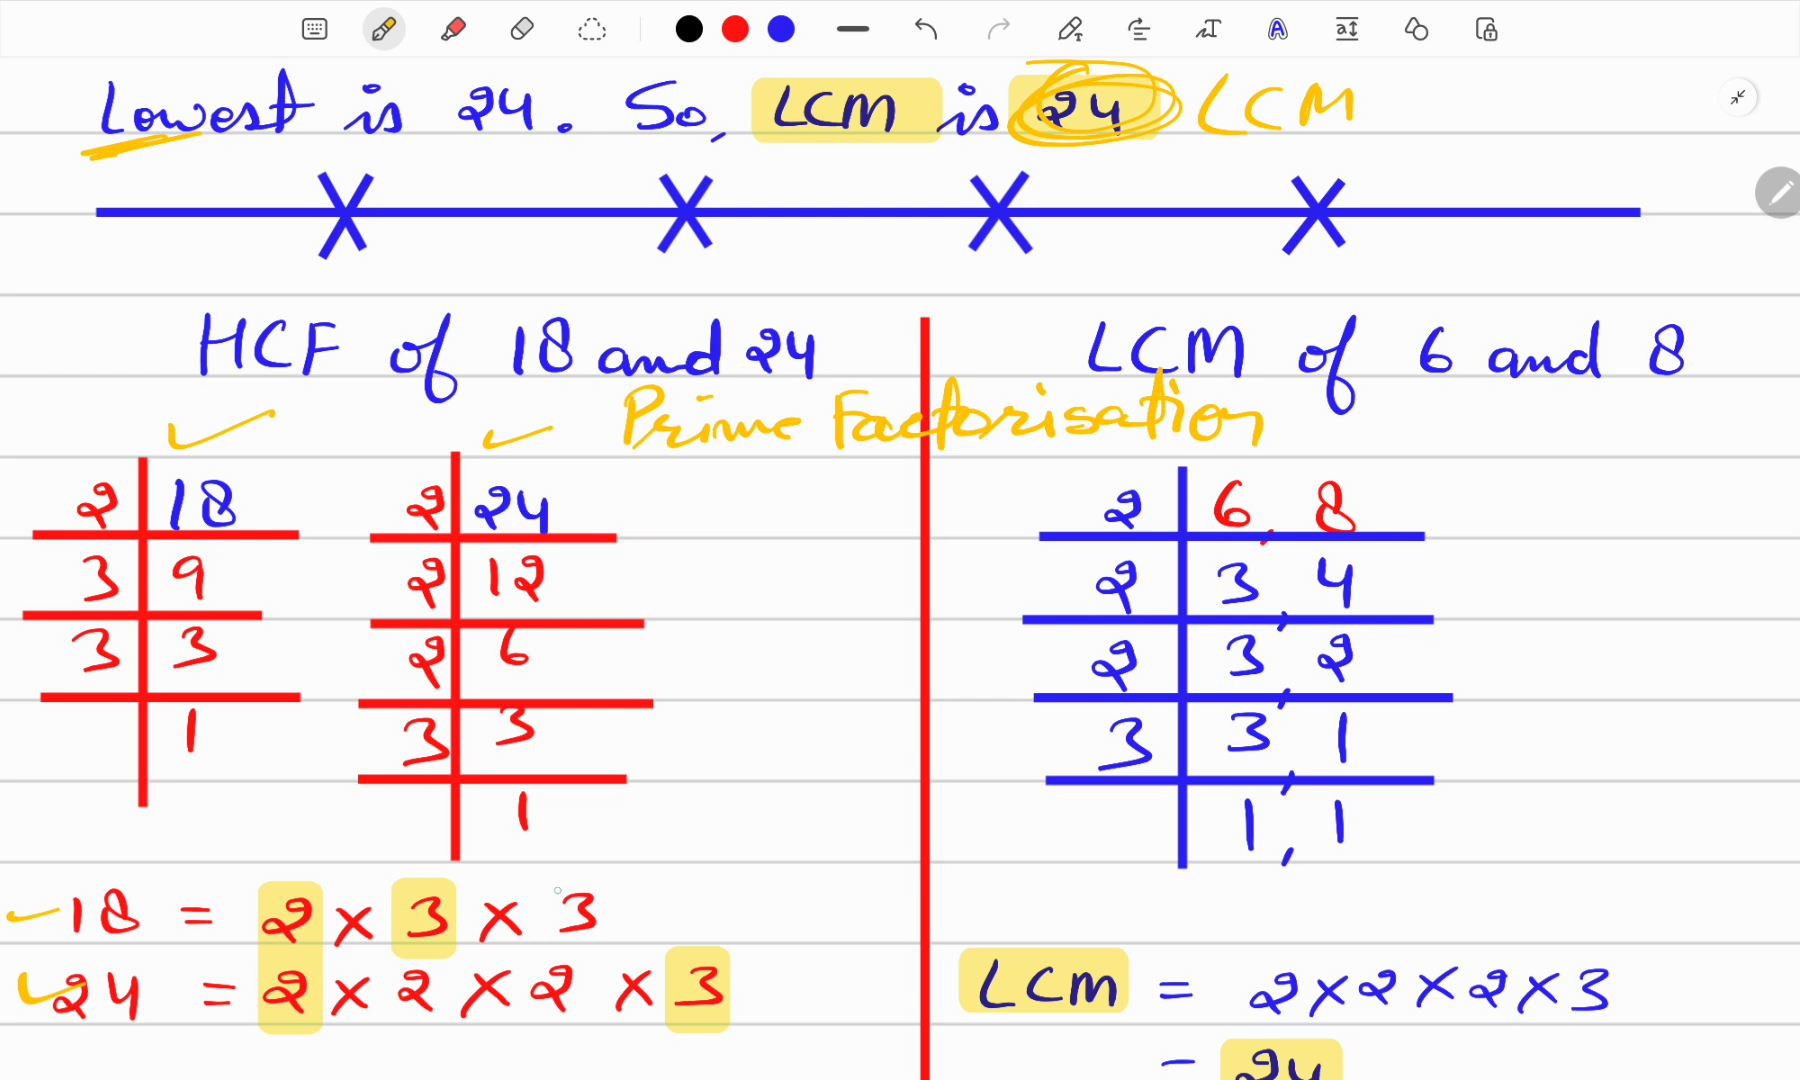 Lowest is 24. So, LCM is 24 LCM
HCF of 18 and 24
LCM of 6 and 8
Prime Factorisation
2 18
3 9
3 3
1
2 24
2 12
2 6
3 3
1
2 6, 8
2 3, 4
2 3, 2
3 3, 1
1, 1
18 = 2 × 3 × 3
24 = 2 × 2 × 2 × 3
LCM = 2 × 2 × 2 × 3
= 24